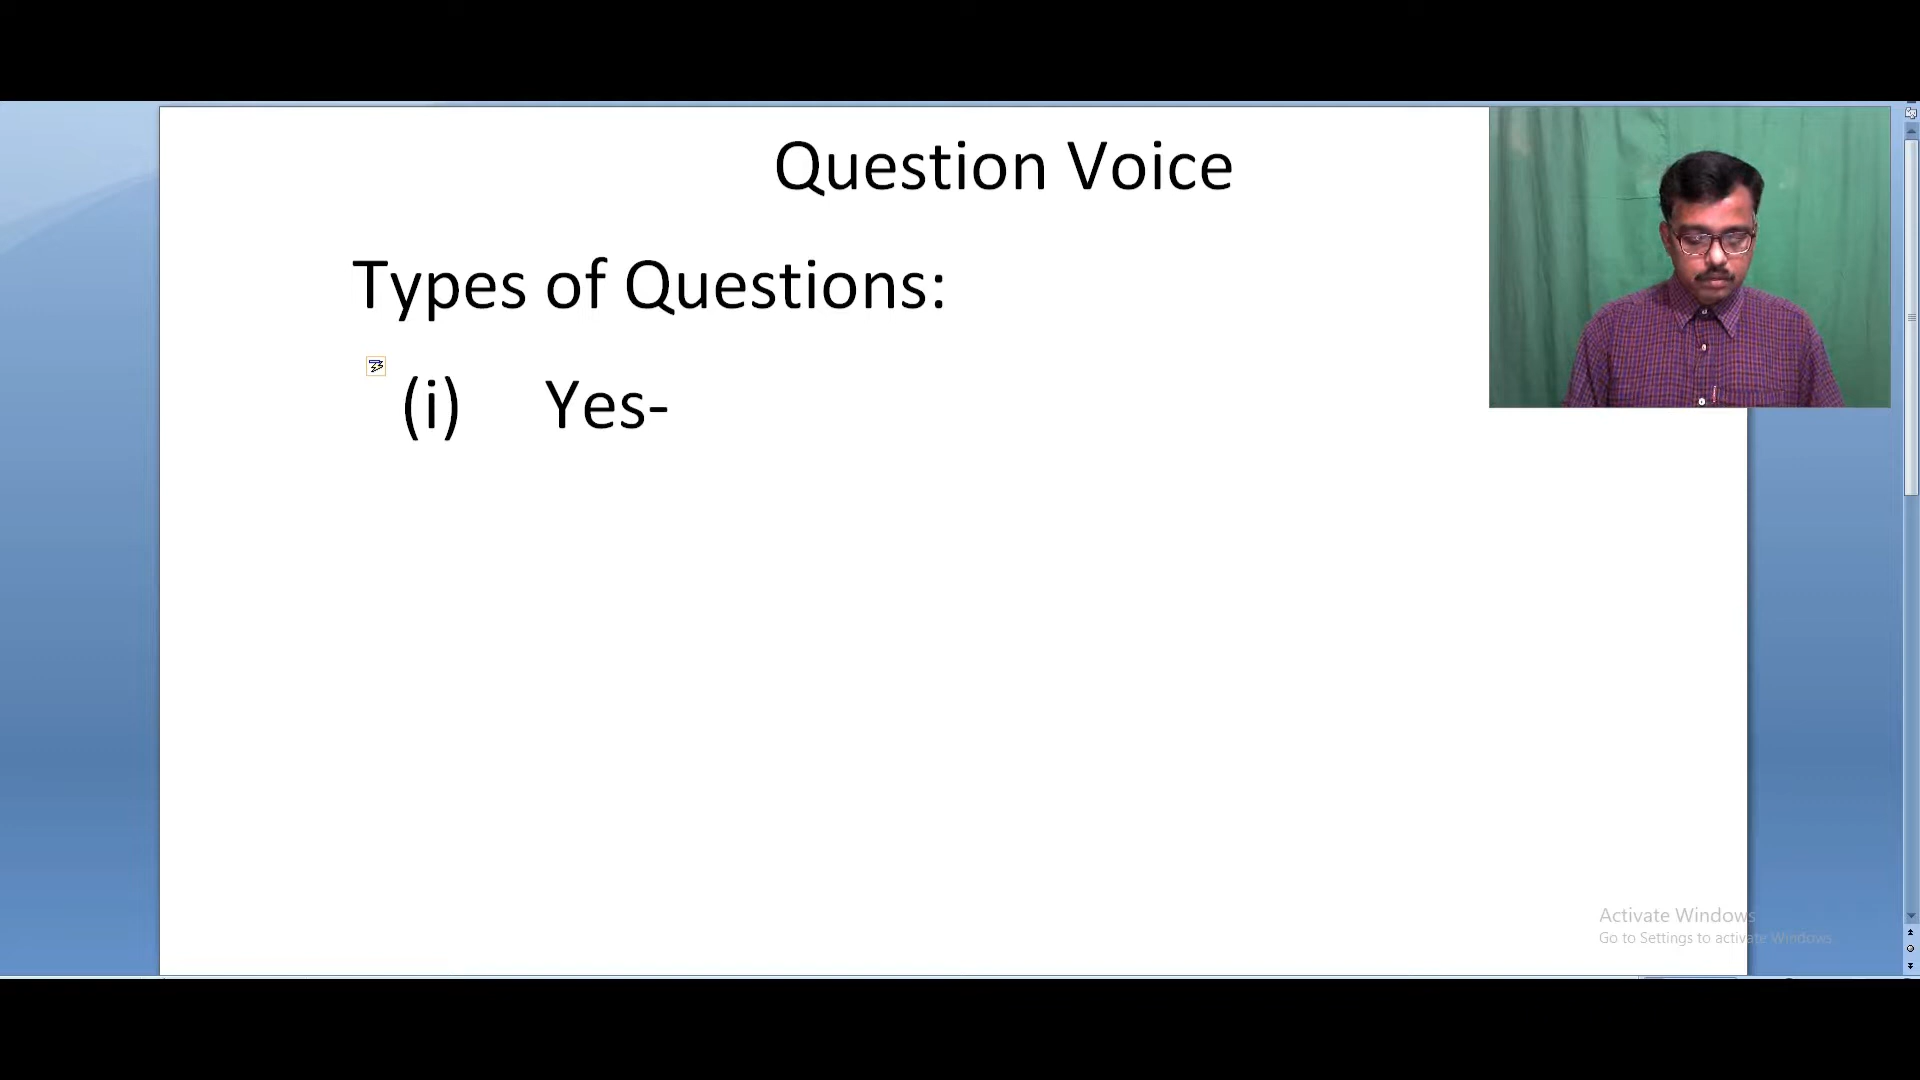 Question Voice
Types of Questions:
(i) Yes-
Activate Windows
Go to Settings to activate Windows.